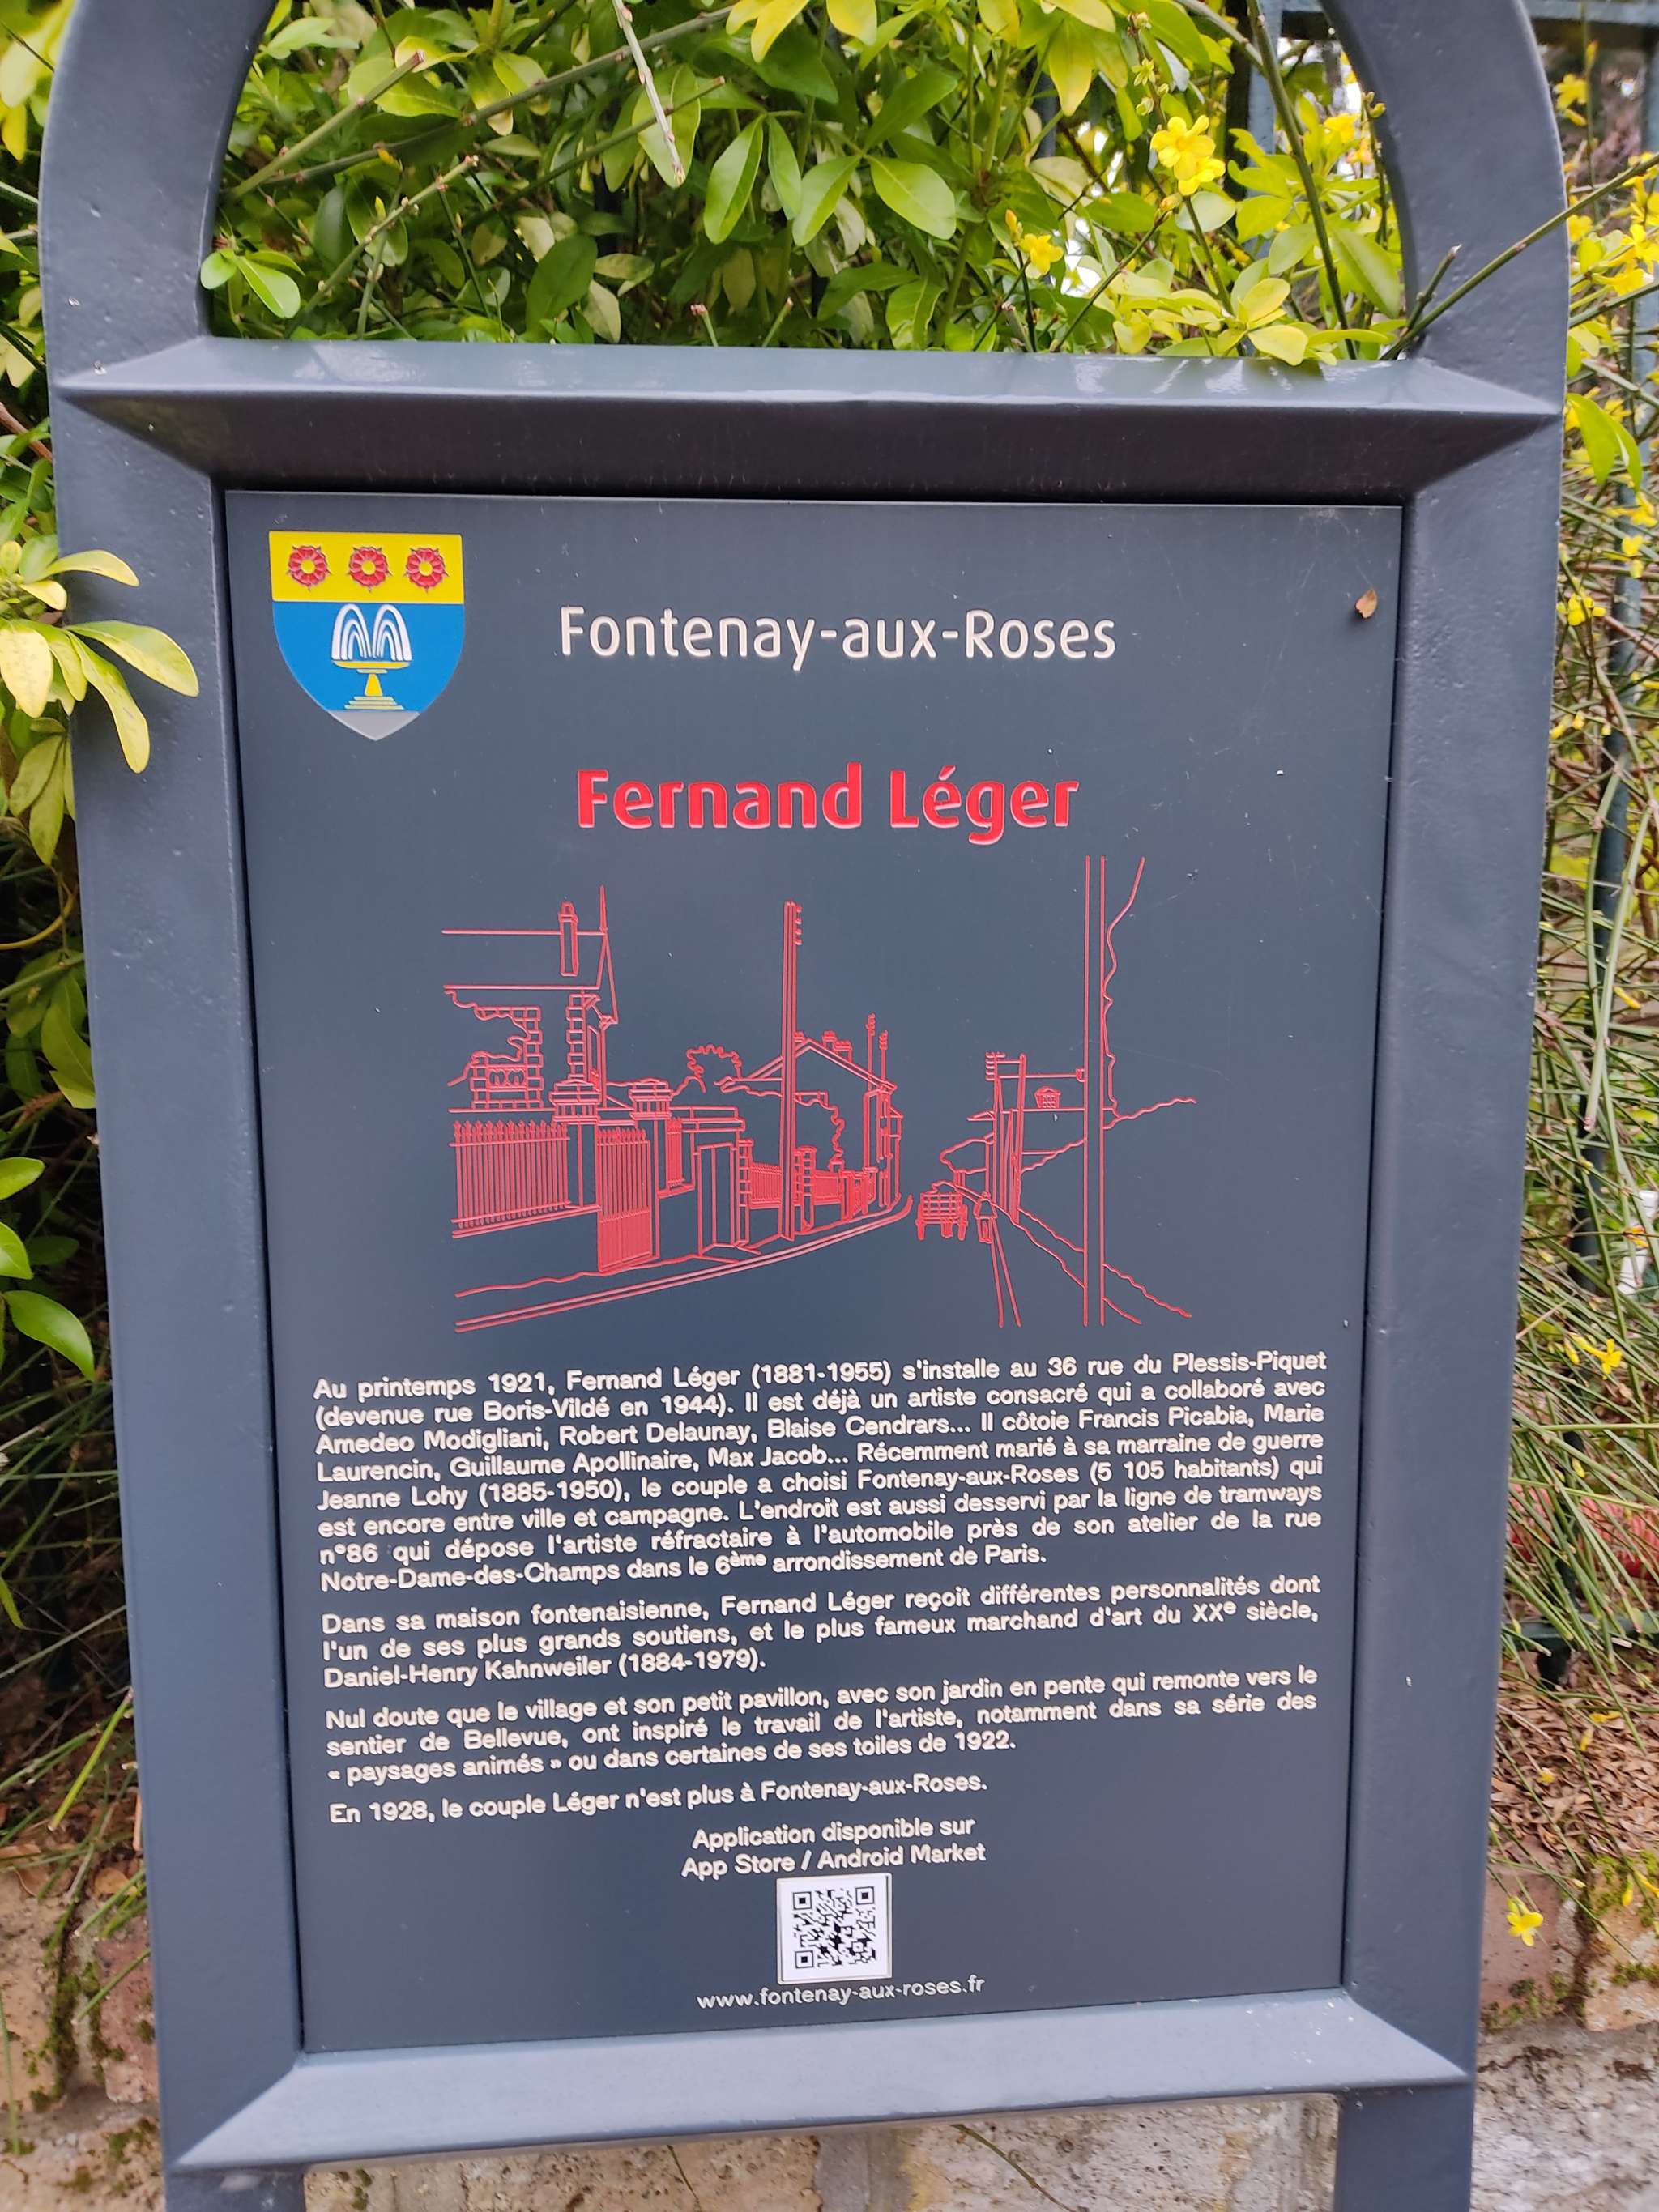 Fontenay-aux-Roses
Fernand Léger
Au printemps 1921, Fernand Léger (1881-1955) s'installe au 36 rue du Plessis-Piquet
(devenue rue Boris-Vildé en 1944). Il est déjà un artiste consacré qui a collaboré avec
Amedeo Modigliani, Robert Delaunay, Blaise Cendrars... Il côtoie Francis Picabia, Marie
Laurencin, Guillaume Apollinaire, Max Jacob... Récemment marié à sa marraine de guerre
Jeanne Lohy (1885-1950), le couple a choisi Fontenay-aux-Roses (5 105 habitants) qui
est encore entre ville et campagne. L'endroit est aussi desservi par la ligne de tramways
n°86 qui dépose l'artiste réfractaire à l'automobile près de son atelier de la rue
Notre-Dame-des-Champs dans le 6ème arrondissement de Paris.
Dans sa maison fontenaisienne, Fernand Léger reçoit différentes personnalités dont
l'un de ses plus grands soutiens, et le plus fameux marchand d'art du XXe siècle,
Daniel-Henry Kahnweiler (1884-1979).
Nul doute que le village et son petit pavillon, avec son jardin en pente qui remonte vers le
sentier de Bellevue, ont inspiré le travail de l'artiste, notamment dans sa série des
« paysages animés » ou dans certaines de ses toiles de 1922.
En 1928, le couple Léger n'est plus à Fontenay-aux-Roses.
Application disponible sur
App Store / Android Market
www.fontenay-aux-roses.fr